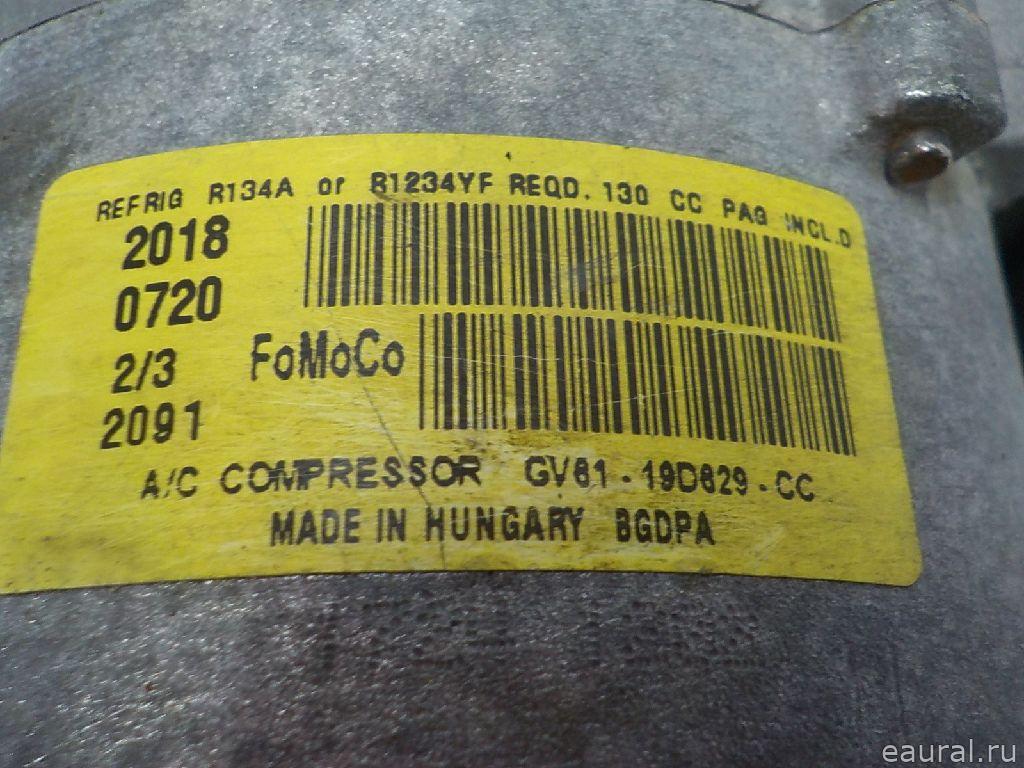 REFRIG R134A or R1234YF REQD. 130 CC PAG INCL.D
2018
0720
2/3 FoMoCo
2091
A/C COMPRESSOR GV61-19D629-CC
MADE IN HUNGARY BGDPA
eaural.ru